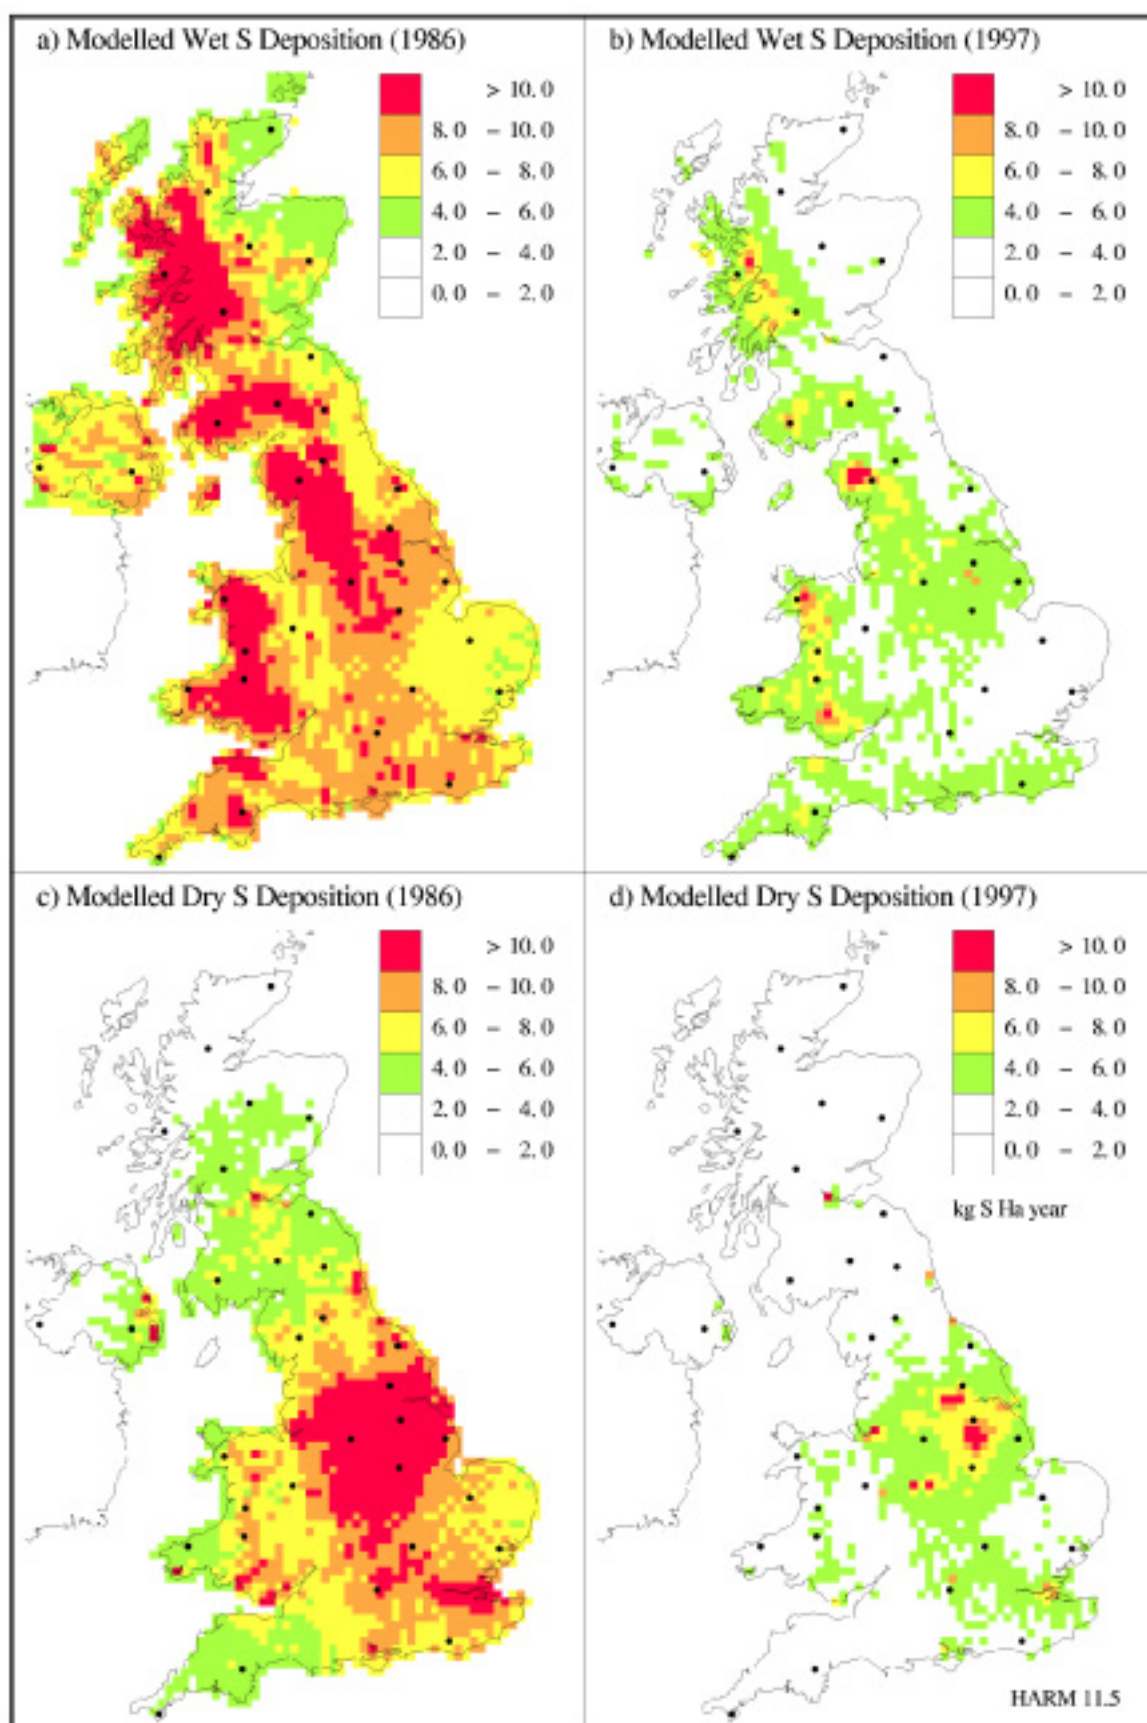 a) Modelled Wet S Deposition (1986)
> 10. 0
8. 0 – 10. 0
6. 0 – 8. 0
4. 0 – 6. 0
2. 0 – 4. 0
0. 0 – 2. 0
b) Modelled Wet S Deposition (1997)
> 10. 0
8. 0 – 10. 0
6. 0 – 8. 0
4. 0 – 6. 0
2. 0 – 4. 0
0. 0 – 2. 0
c) Modelled Dry S Deposition (1986)
> 10. 0
8. 0 – 10. 0
6. 0 – 8. 0
4. 0 – 6. 0
2. 0 – 4. 0
0. 0 – 2. 0
d) Modelled Dry S Deposition (1997)
> 10. 0
8. 0 – 10. 0
6. 0 – 8. 0
4. 0 – 6. 0
2. 0 – 4. 0
0. 0 – 2. 0
kg S Ha year
HARM 11.5